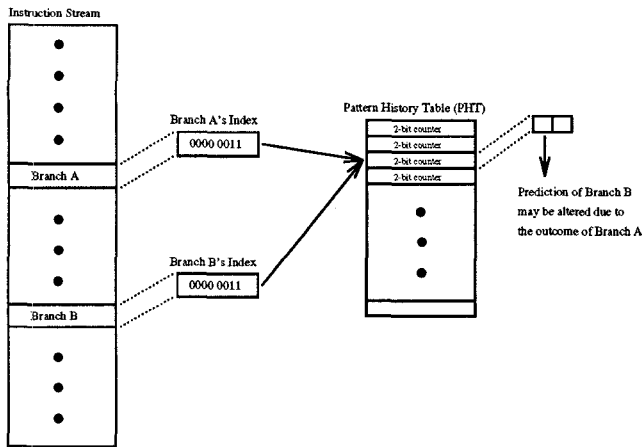 Instruction Stream
Branch A
Branch B
Branch A's Index
0000 0011
Branch B's Index
0000 0011
Pattern History Table (PHT)
2-bit counter
2-bit counter
2-bit counter
2-bit counter
Prediction of Branch B
may be altered due to
the outcome of Branch A